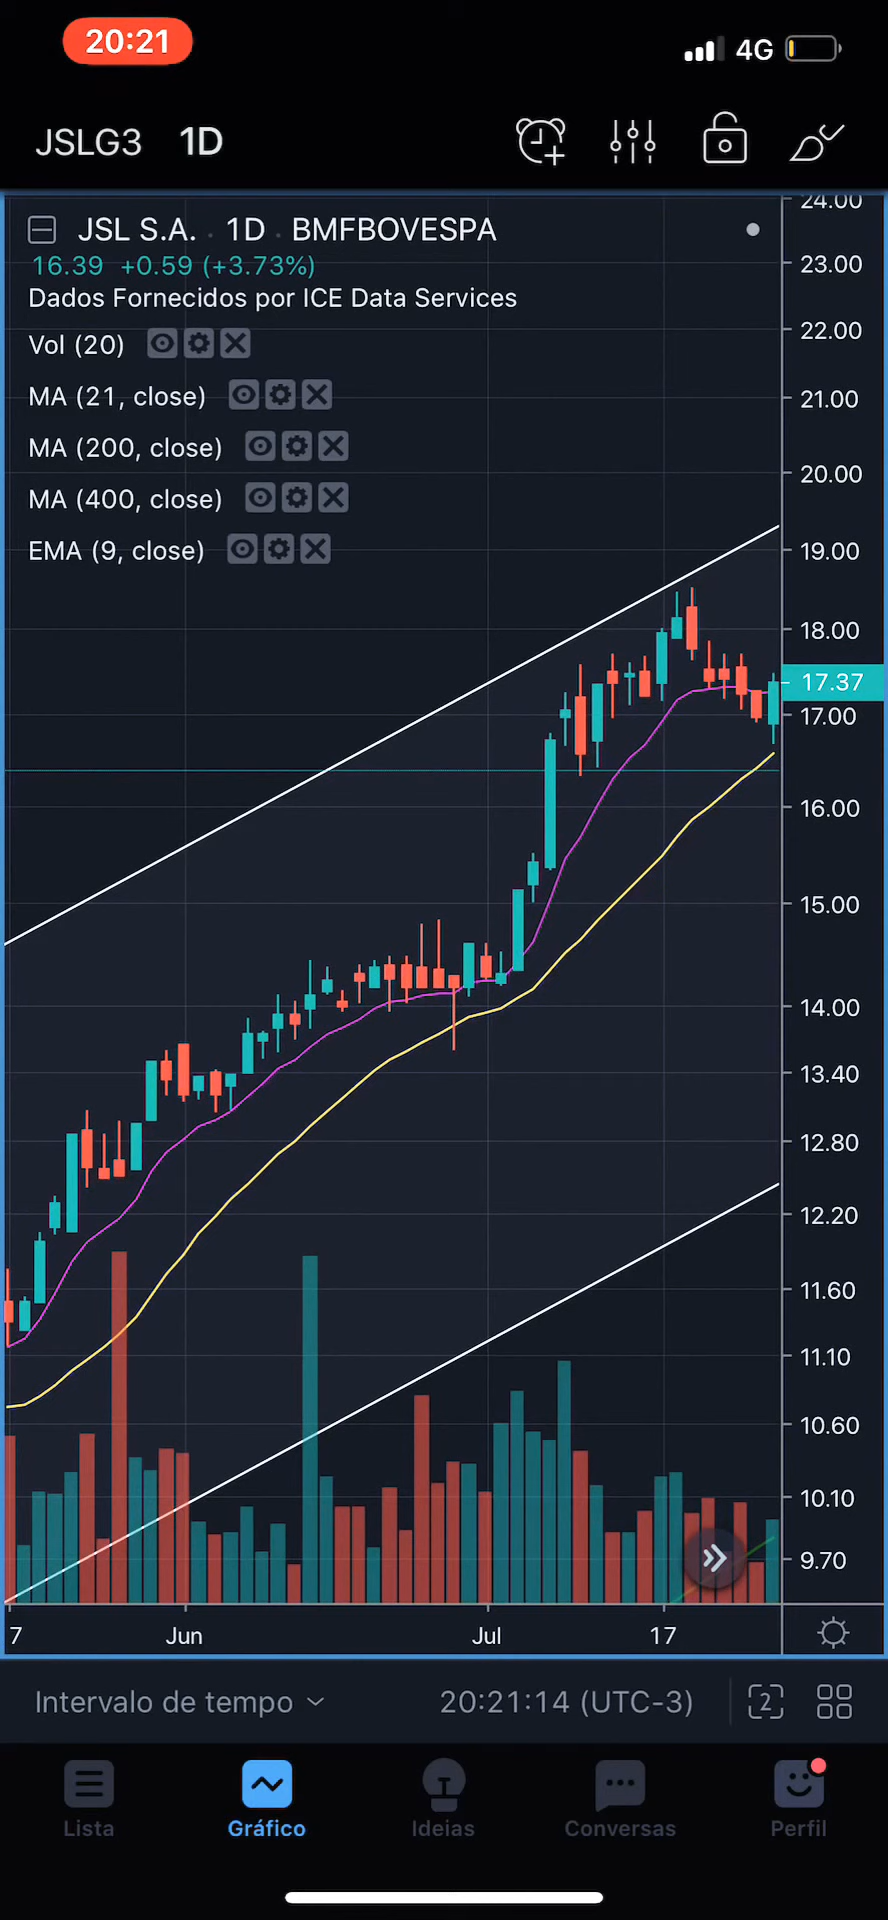 20:21
4G
JSLG3 1D
JSL S.A. · 1D · BMFBOVESPA
16.39 +0.59 (+3.73%)
Dados Fornecidos por ICE Data Services
Vol (20)
MA (21, close)
MA (200, close)
MA (400, close)
EMA (9, close)
24.00
23.00
22.00
21.00
20.00
19.00
18.00
17.37
17.00
16.00
15.00
14.00
13.40
12.80
12.20
11.60
11.10
10.60
10.10
9.70
7 Jun Jul 17
Intervalo de tempo 20:21:14 (UTC-3) 2
Lista Gráfico Ideias Conversas Perfil